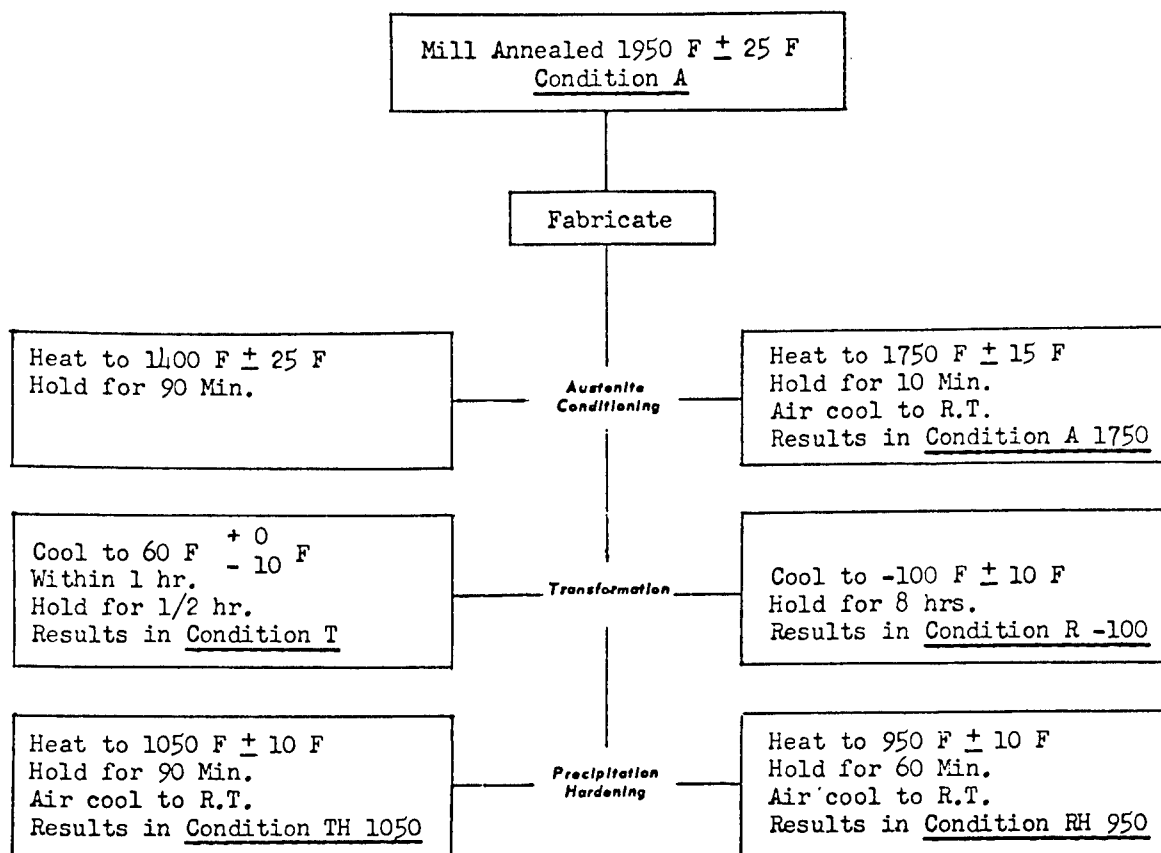 Mill Annealed 1950 F ± 25 F
Condition A
Fabricate
Heat to 1400 F ± 25 F
Hold for 90 Min.
Austenite
Conditioning
Heat to 1750 F ± 15 F
Hold for 10 Min.
Air cool to R.T.
Results in Condition A 1750
Cool to 60 F + 0 - 10 F
Within 1 hr.
Hold for 1/2 hr.
Results in Condition T
Transformation
Cool to -100 F ± 10 F
Hold for 8 hrs.
Results in Condition R -100
Heat to 1050 F ± 10 F
Hold for 90 Min.
Air cool to R.T.
Results in Condition TH 1050
Precipitation
Hardening
Heat to 950 F ± 10 F
Hold for 60 Min.
Air cool to R.T.
Results in Condition RH 950